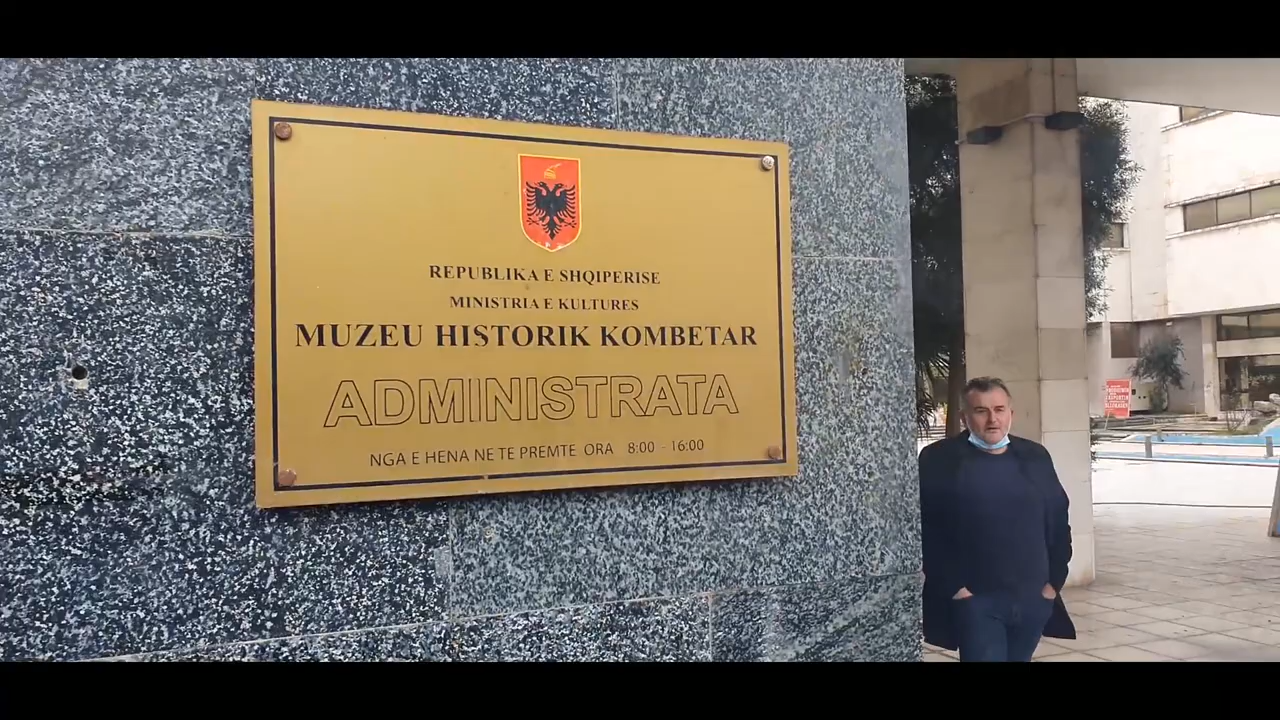 REPUBLIKA E SHQIPERISE
MINISTRIA E KULTURES
MUZEU HISTORIK KOMBETAR
ADMINISTRATA
NGA E HENA NE TE PREMTE ORA 8:00 - 16:00